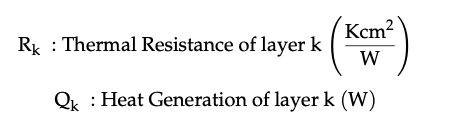 Rₖ : Thermal Resistance of layer k (Kcm²/W)
Qₖ : Heat Generation of layer k (W)